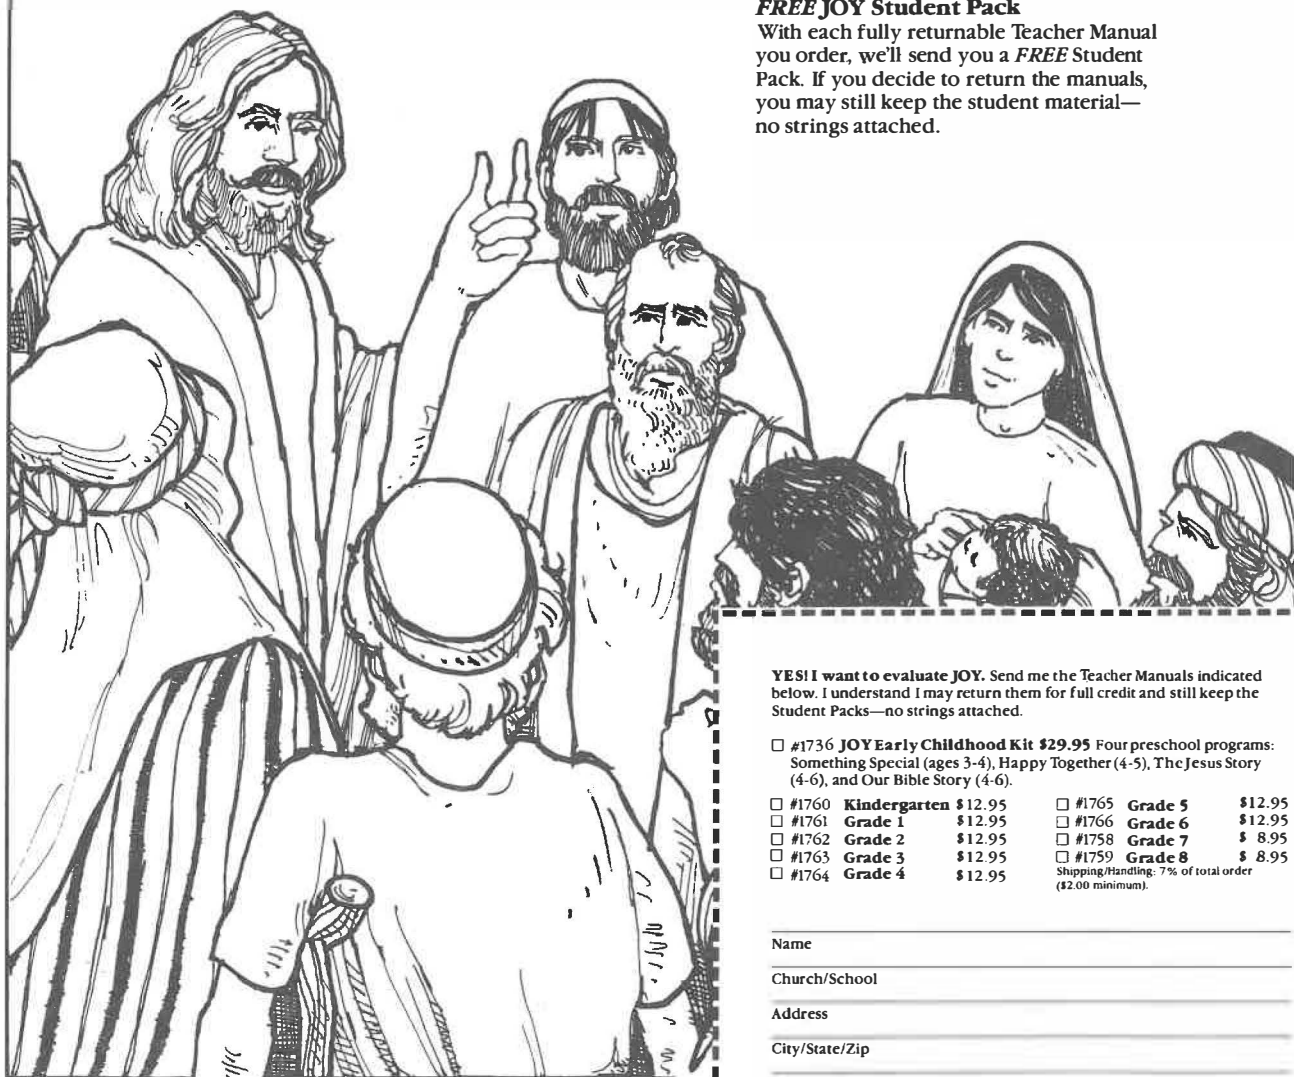 FREE JOY Student Pack
With each fully returnable Teacher Manual
you order, we'll send you a FREE Student
Pack. If you decide to return the manuals,
you may still keep the student material—
no strings attached.
YES! I want to evaluate JOY. Send me the Teacher Manuals indicated
below. I understand I may return them for full credit and still keep the
Student Packs—no strings attached.
☐ #1736 JOY Early Childhood Kit $29.95 Four preschool programs:
Something Special (ages 3-4), Happy Together (4-5), The Jesus Story
(4-6), and Our Bible Story (4-6).
☐ #1760 Kindergarten $12.95
☐ #1761 Grade 1 $12.95
☐ #1762 Grade 2 $12.95
☐ #1763 Grade 3 $12.95
☐ #1764 Grade 4 $12.95
☐ #1765 Grade 5 $12.95
☐ #1766 Grade 6 $12.95
☐ #1758 Grade 7 $ 8.95
☐ #1759 Grade 8 $ 8.95
Shipping/Handling: 7% of total order
($2.00 minimum).
Name
Church/School
Address
City/State/Zip